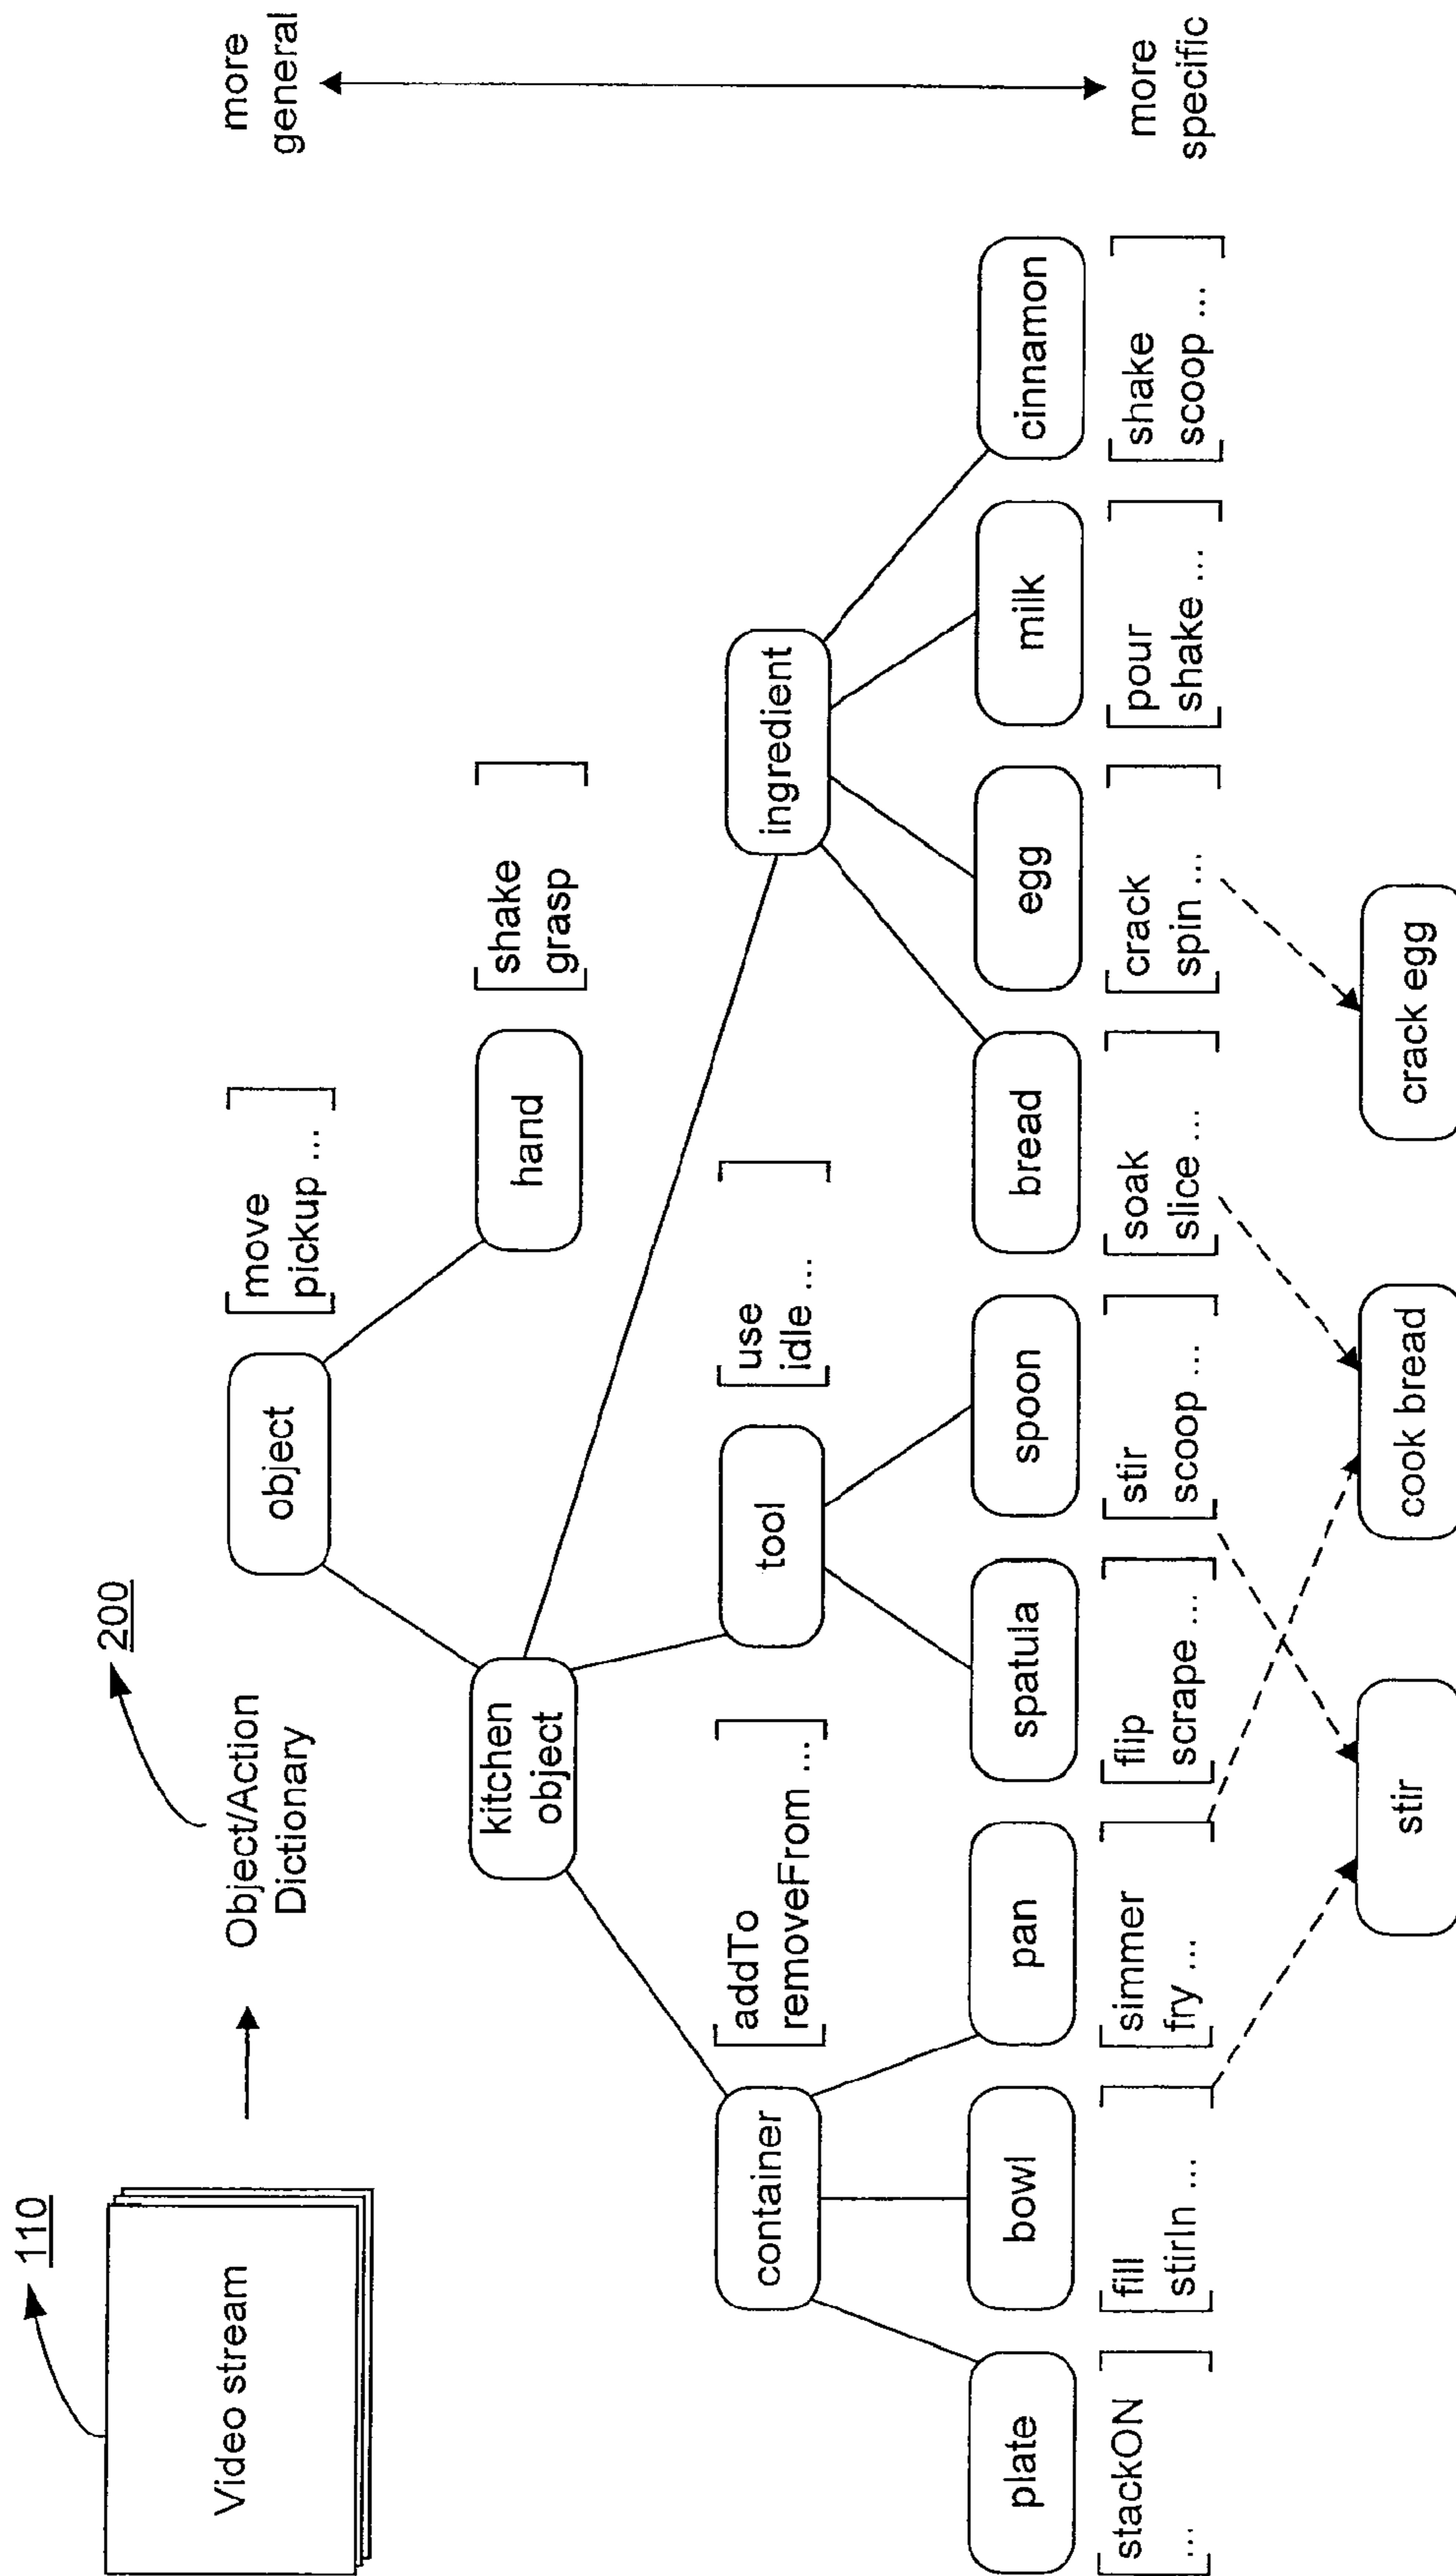 110
Video stream
200
Object/Action
Dictionary
more
general
object
move
pickup ...
kitchen
object
hand
shake
grasp
container
addTo
removeFrom ...
tool
use
idle ...
ingredient
plate
bowl
pan
spatula
spoon
bread
egg
milk
cinnamon
stackON
...
fill
stirIn ...
simmer
fry ...
flip
scrape ...
stir
scoop ...
soak
slice ...
crack
spin ...
pour
shake ...
shake
scoop ...
more
specific
stir
cook bread
crack egg